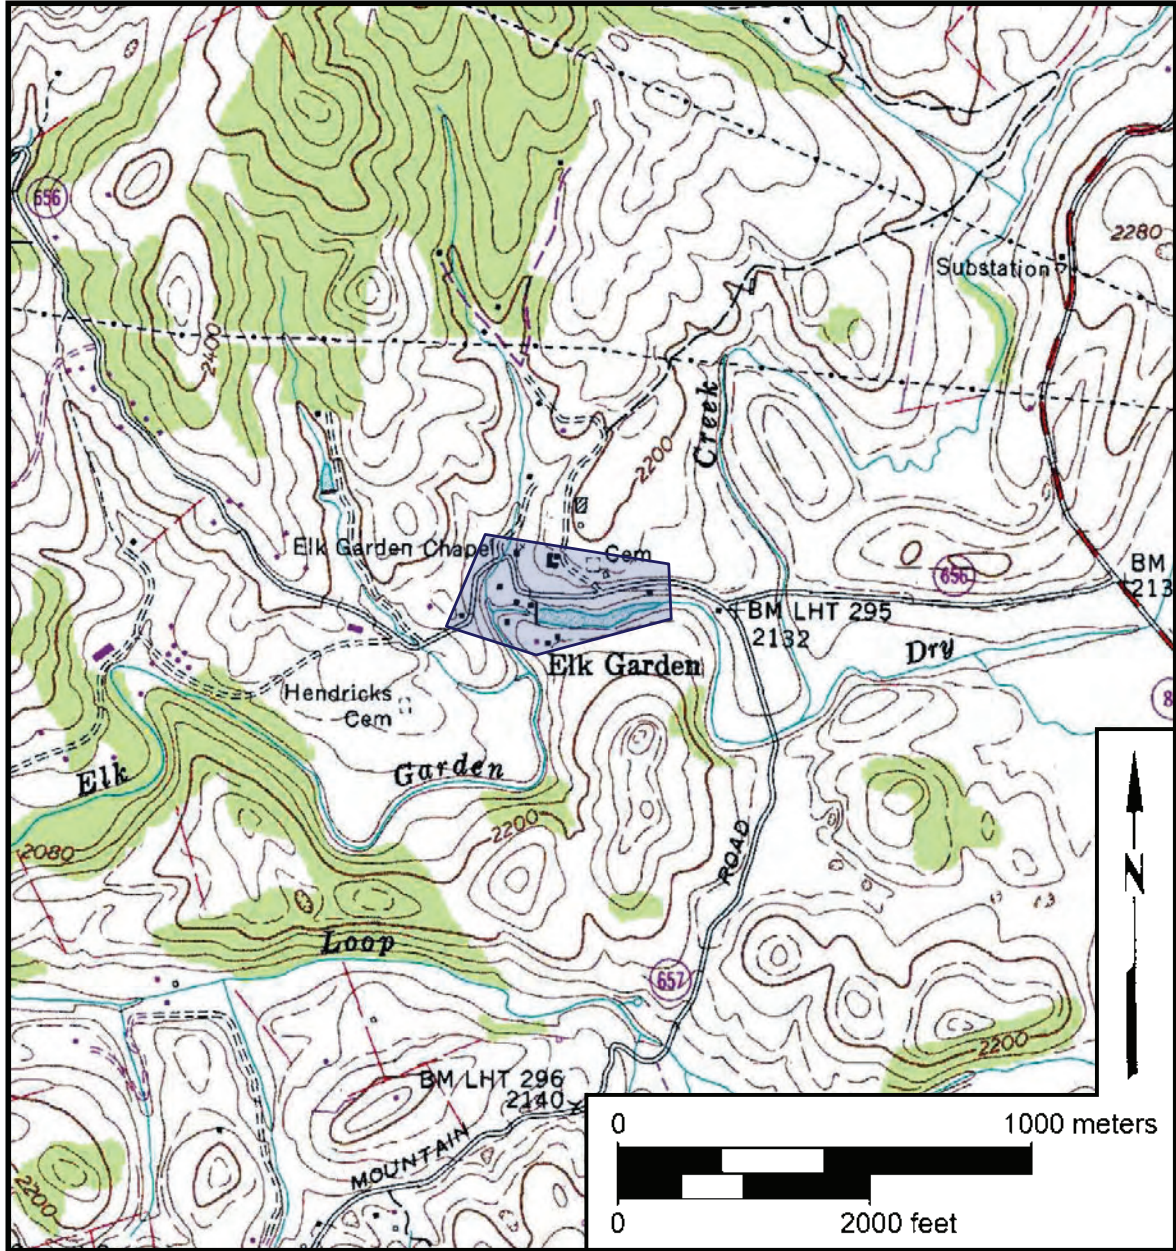 656
2280
Substation
2400
Creek
2200
Elk Garden Chapel
Cem
656
BM
213
BM LHT 295
2132
Elk Garden
Dry
Hendricks
Cem
8
Elk
Garden
2200
2080
ROAD
N
Loop
657
2200
BM LHT 296
2140
MOUNTAIN
2200
0
1000 meters
0
2000 feet